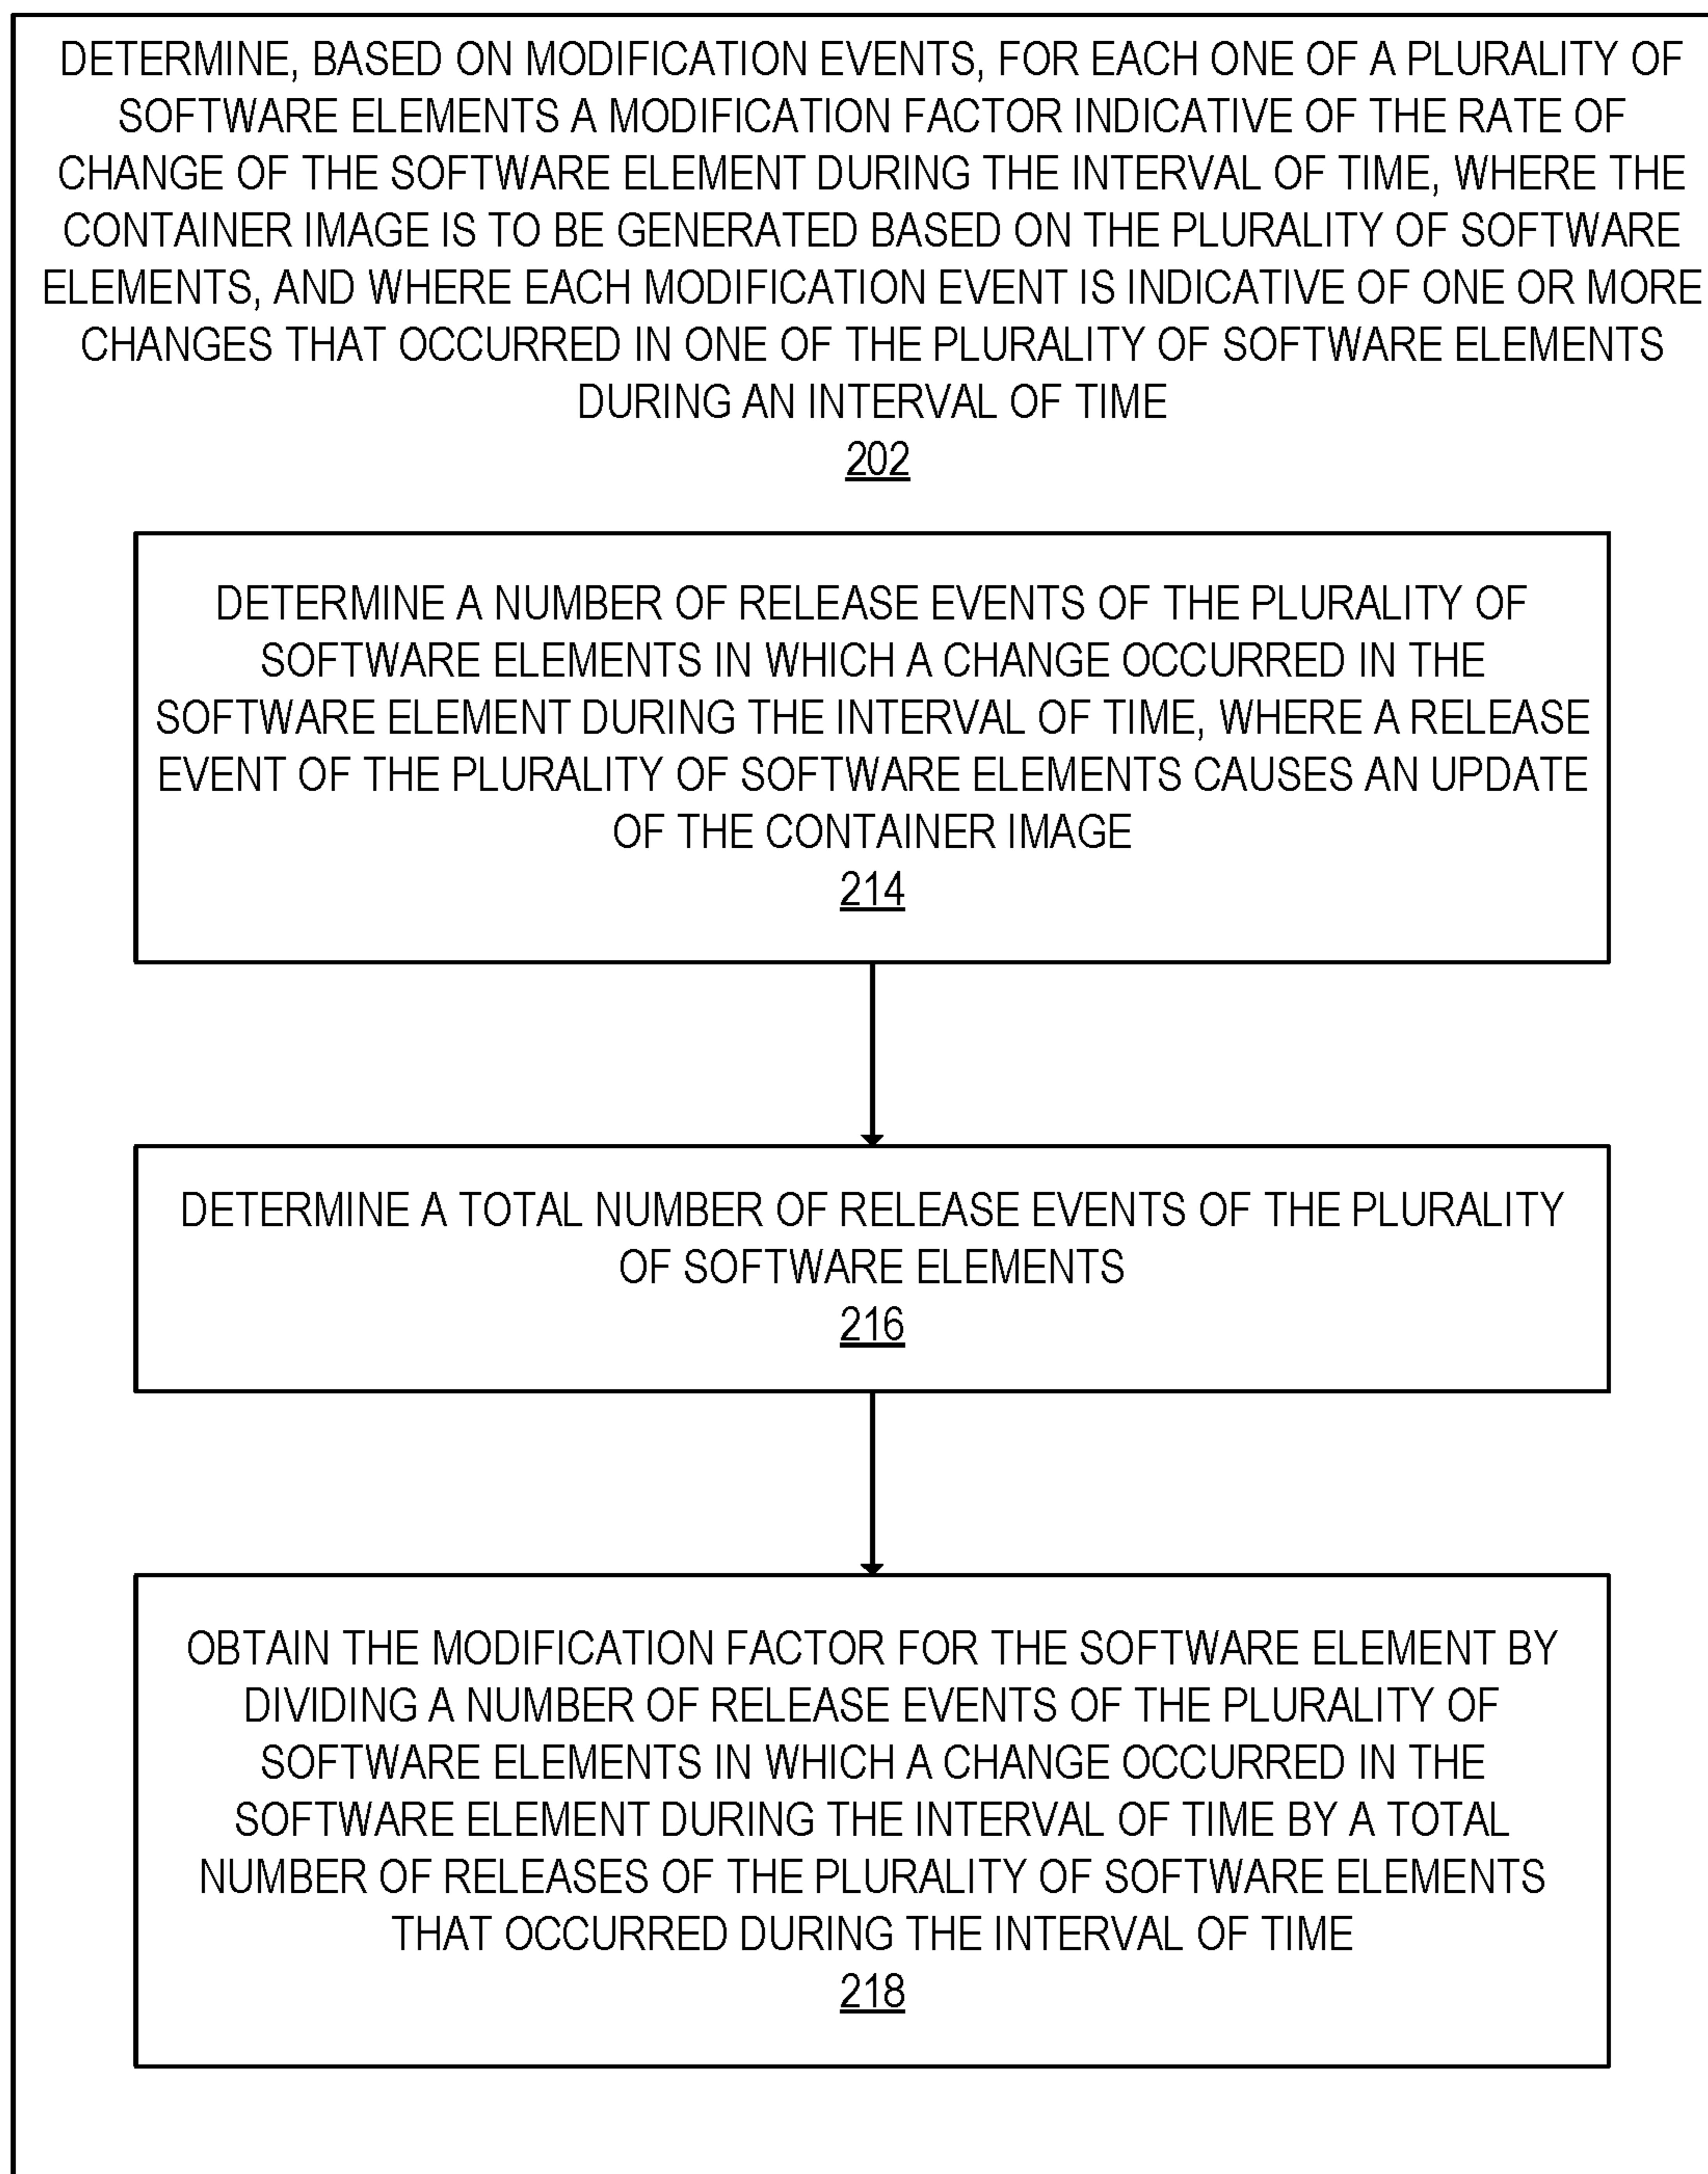 DETERMINE, BASED ON MODIFICATION EVENTS, FOR EACH ONE OF A PLURALITY OF
SOFTWARE ELEMENTS A MODIFICATION FACTOR INDICATIVE OF THE RATE OF
CHANGE OF THE SOFTWARE ELEMENT DURING THE INTERVAL OF TIME, WHERE THE
CONTAINER IMAGE IS TO BE GENERATED BASED ON THE PLURALITY OF SOFTWARE
ELEMENTS, AND WHERE EACH MODIFICATION EVENT IS INDICATIVE OF ONE OR MORE
CHANGES THAT OCCURRED IN ONE OF THE PLURALITY OF SOFTWARE ELEMENTS
DURING AN INTERVAL OF TIME
202
DETERMINE A NUMBER OF RELEASE EVENTS OF THE PLURALITY OF
SOFTWARE ELEMENTS IN WHICH A CHANGE OCCURRED IN THE
SOFTWARE ELEMENT DURING THE INTERVAL OF TIME, WHERE A RELEASE
EVENT OF THE PLURALITY OF SOFTWARE ELEMENTS CAUSES AN UPDATE
OF THE CONTAINER IMAGE
214
DETERMINE A TOTAL NUMBER OF RELEASE EVENTS OF THE PLURALITY
OF SOFTWARE ELEMENTS
216
OBTAIN THE MODIFICATION FACTOR FOR THE SOFTWARE ELEMENT BY
DIVIDING A NUMBER OF RELEASE EVENTS OF THE PLURALITY OF
SOFTWARE ELEMENTS IN WHICH A CHANGE OCCURRED IN THE
SOFTWARE ELEMENT DURING THE INTERVAL OF TIME BY A TOTAL
NUMBER OF RELEASES OF THE PLURALITY OF SOFTWARE ELEMENTS
THAT OCCURRED DURING THE INTERVAL OF TIME
218